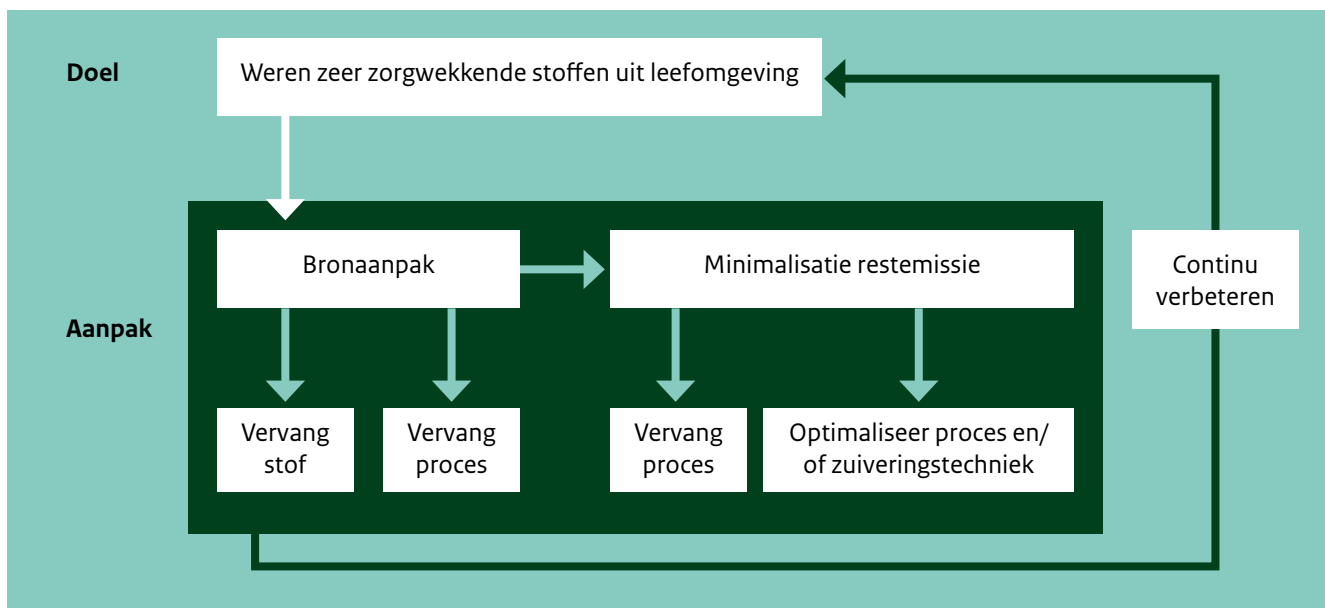 Doel
Weren zeer zorgwekkende stoffen uit leefomgeving
Aanpak
Bronaanpak
Minimalisatie restemissie
Continu
verbeteren
Vervang
stof
Vervang
proces
Vervang
proces
Optimaliseer proces en/
of zuiveringstechniek